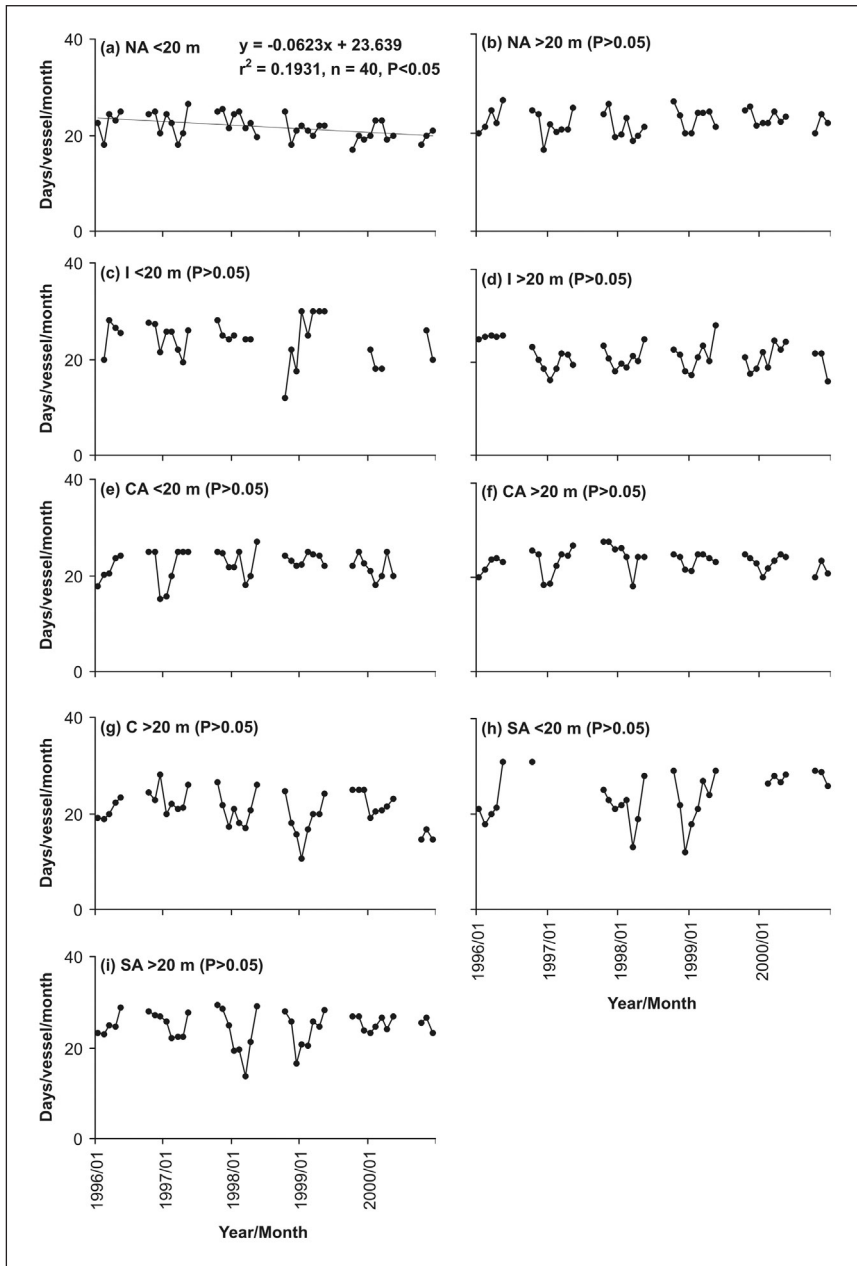 40
(a) NA <20 m
y = -0.0623x + 23.639
r² = 0.1931, n = 40, P<0.05
20
0
Days/vessel/month
(b) NA >20 m (P>0.05)
40
(c) I <20 m (P>0.05)
20
0
Days/vessel/month
(d) I >20 m (P>0.05)
40
(e) CA <20 m (P>0.05)
20
0
Days/vessel/month
(f) CA >20 m (P>0.05)
40
(g) C >20 m (P>0.05)
20
0
Days/vessel/month
(h) SA <20 m (P>0.05)
1996/01
1997/01
1998/01
1999/01
2000/01
Year/Month
40
(i) SA >20 m (P>0.05)
20
0
Days/vessel/month
1996/01
1997/01
1998/01
1999/01
2000/01
Year/Month